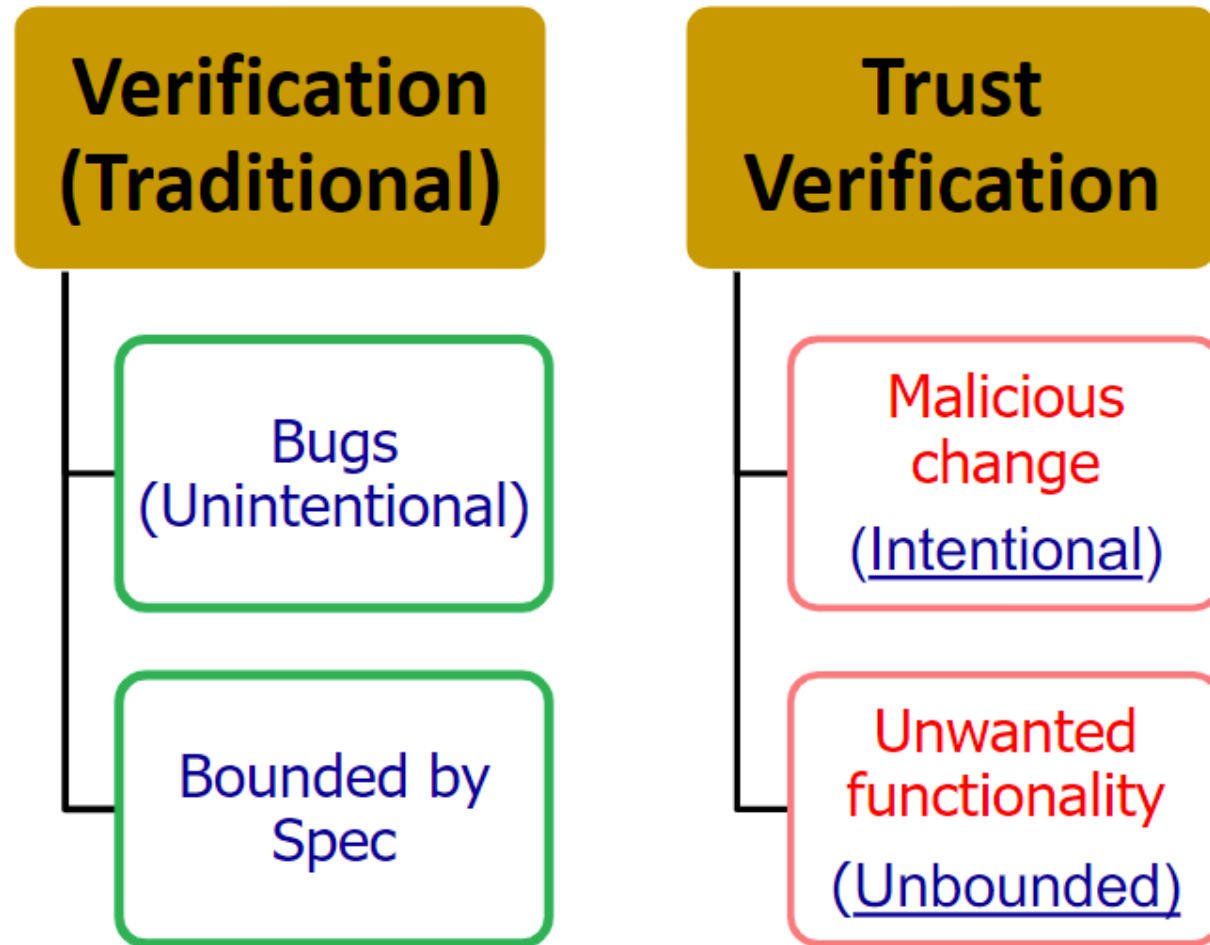 Verification
(Traditional)
Bugs
(Unintentional)
Bounded by
Spec
Trust
Verification
Malicious
change
(Intentional)
Unwanted
functionality
(Unbounded)